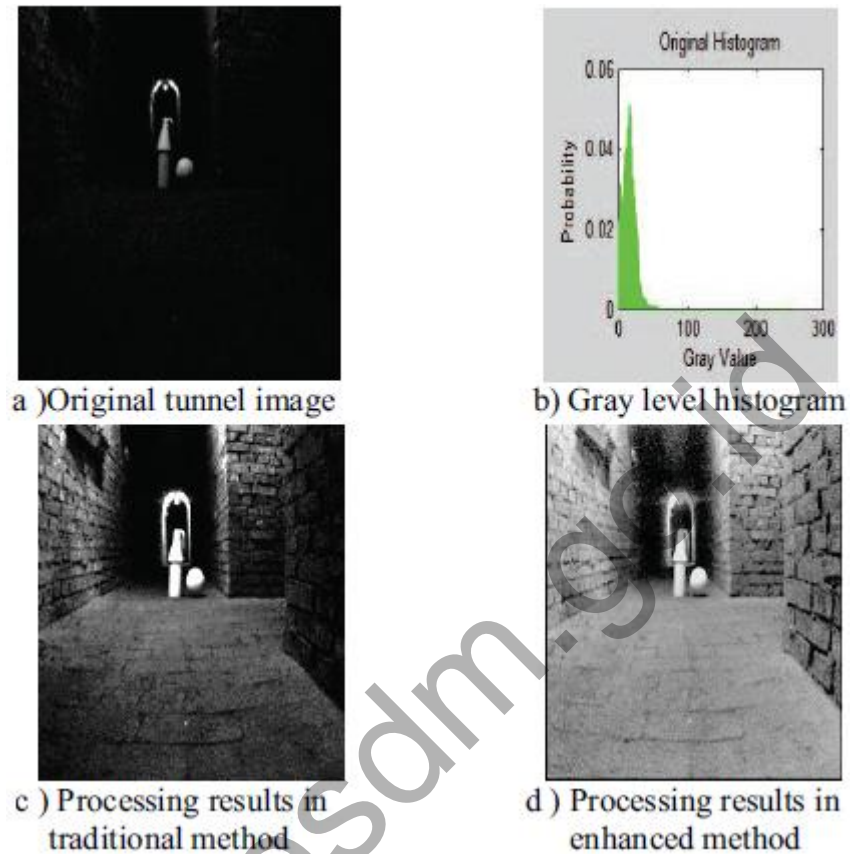 Original Histogram
0.06
0.04
0.02
0
Probability
0 100 200 300
Gray Value
a )Original tunnel image
b) Gray level histogram
c ) Processing results in
traditional method
d ) Processing results in
enhanced method